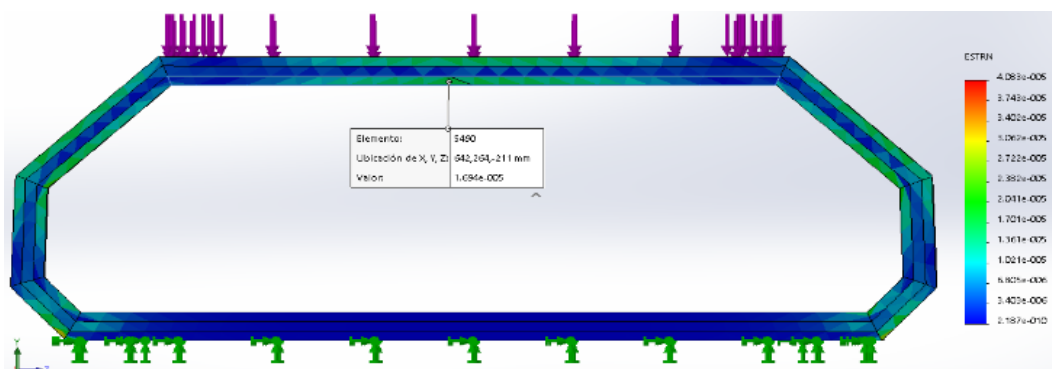 ESTRN
4.083e-005
3.743e-005
3.402e-005
3.062e-005
2.722e-005
2.382e-005
2.041e-005
1.701e-005
1.361e-005
1.021e-005
6.805e-006
3.403e-006
2.187e-010
Elemento: 5490
Ubicación de X, Y, Z: 642,264,-211 mm
Valor: 1.694e-005